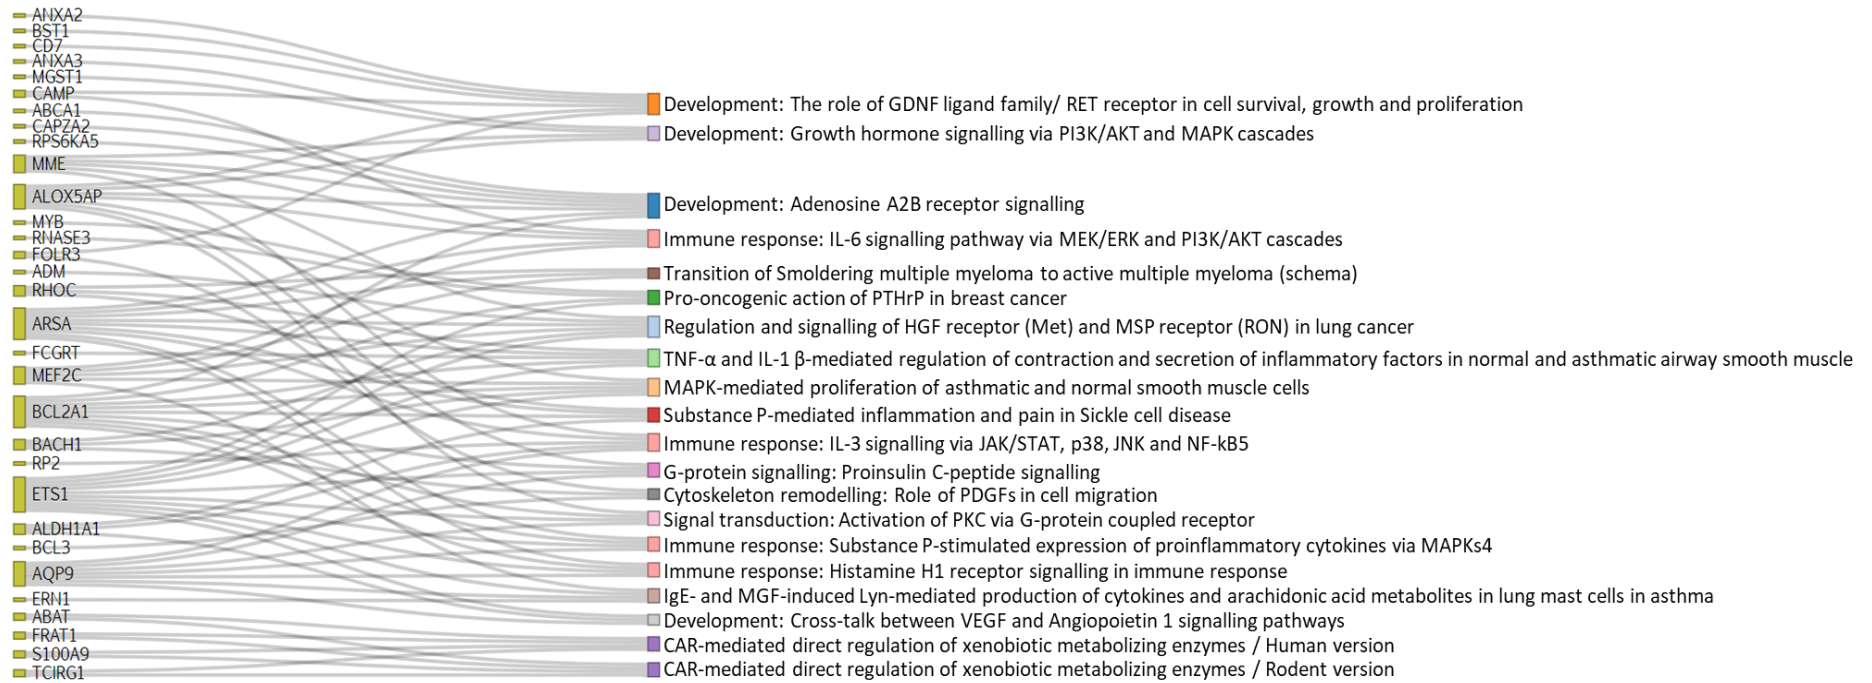 ANXA2
BST1
CD7
ANXA3
MGST1
CAMP
ABCA1
CAPZA2
RPS6KA5
MME
ALOX5AP
MYB
RNASE3
FOLR3
ADM
RHOC
ARSA
FCGRT
MEF2C
BCL2A1
BACH1
RP2
ETS1
ALDH1A1
BCL3
AQP9
ERN1
ABAT
FRAT1
S100A9
TCIRG1
Development: The role of GDNF ligand family/ RET receptor in cell survival, growth and proliferation
Development: Growth hormone signalling via PI3K/AKT and MAPK cascades
Development: Adenosine A2B receptor signalling
Immune response: IL-6 signalling pathway via MEK/ERK and PI3K/AKT cascades
Transition of Smoldering multiple myeloma to active multiple myeloma (schema)
Pro-oncogenic action of PTHrP in breast cancer
Regulation and signalling of HGF receptor (Met) and MSP receptor (RON) in lung cancer
TNF-α and IL-1 β-mediated regulation of contraction and secretion of inflammatory factors in normal and asthmatic airway smooth muscle
MAPK-mediated proliferation of asthmatic and normal smooth muscle cells
Substance P-mediated inflammation and pain in Sickle cell disease
Immune response: IL-3 signalling via JAK/STAT, p38, JNK and NF-kB5
G-protein signalling: Proinsulin C-peptide signalling
Cytoskeleton remodelling: Role of PDGFs in cell migration
Signal transduction: Activation of PKC via G-protein coupled receptor
Immune response: Substance P-stimulated expression of proinflammatory cytokines via MAPKs4
Immune response: Histamine H1 receptor signalling in immune response
IgE- and MGF-induced Lyn-mediated production of cytokines and arachidonic acid metabolites in lung mast cells in asthma
Development: Cross-talk between VEGF and Angiopoietin 1 signalling pathways
CAR-mediated direct regulation of xenobiotic metabolizing enzymes / Human version
CAR-mediated direct regulation of xenobiotic metabolizing enzymes / Rodent version